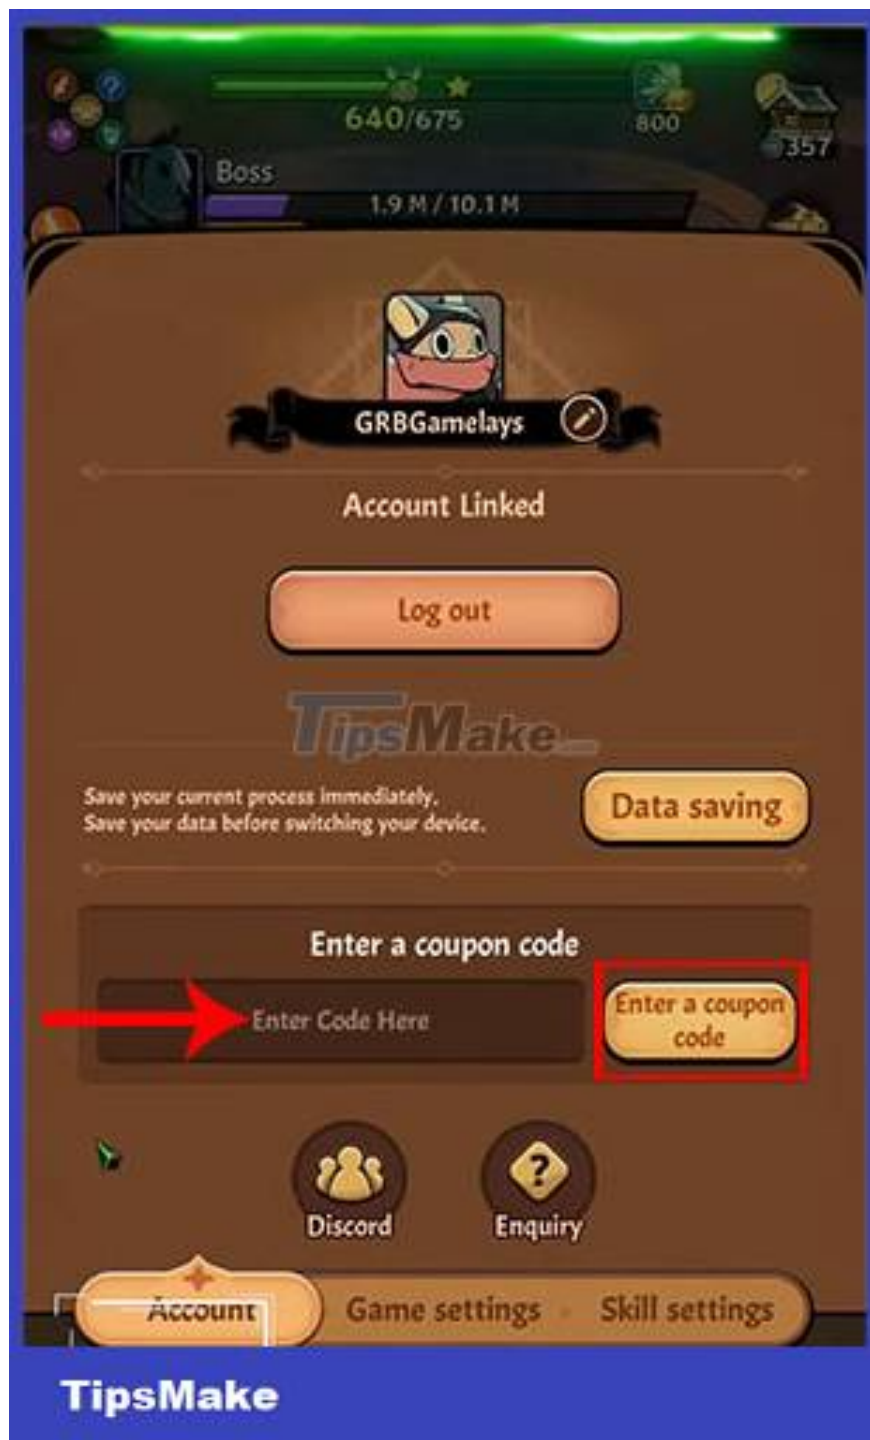 640/675
800
357
Boss
1.9 M / 10.1 M
GRBGamelays
Account Linked
Log out
TipsMake
Save your current process immediately.
Save your data before switching your device.
Data saving
Enter a coupon code
Enter Code Here
Enter a coupon
code
Discord
Enquiry
Account
Game settings
Skill settings
TipsMake